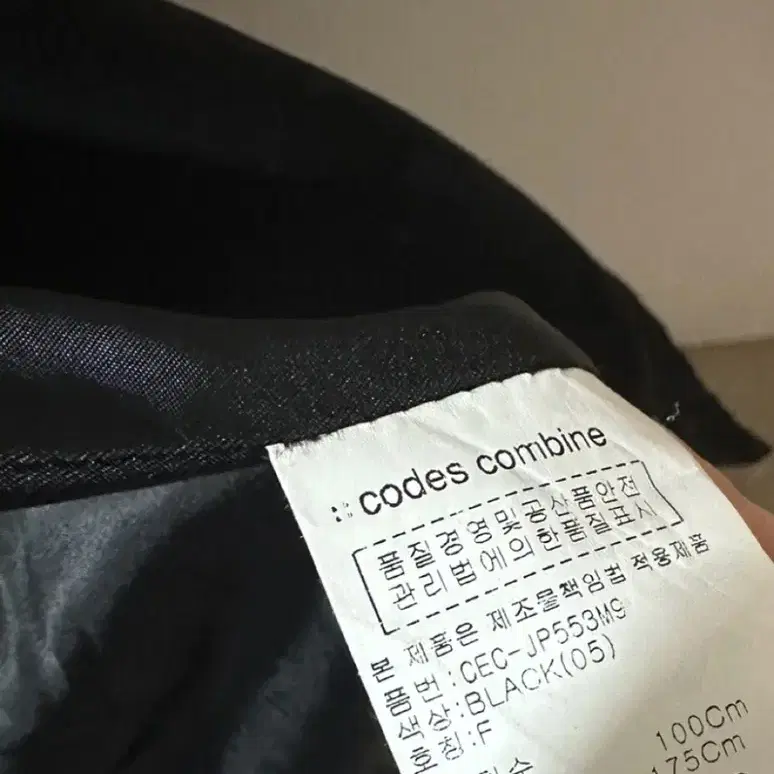 codes combine
품질경영및공산품안전
관리법에의한품질표시
본 제품은 제조물책임법 적용제품
품번:CEC-JP553M9
색상:BLACK(05)
호칭:F
100Cm
175Cm